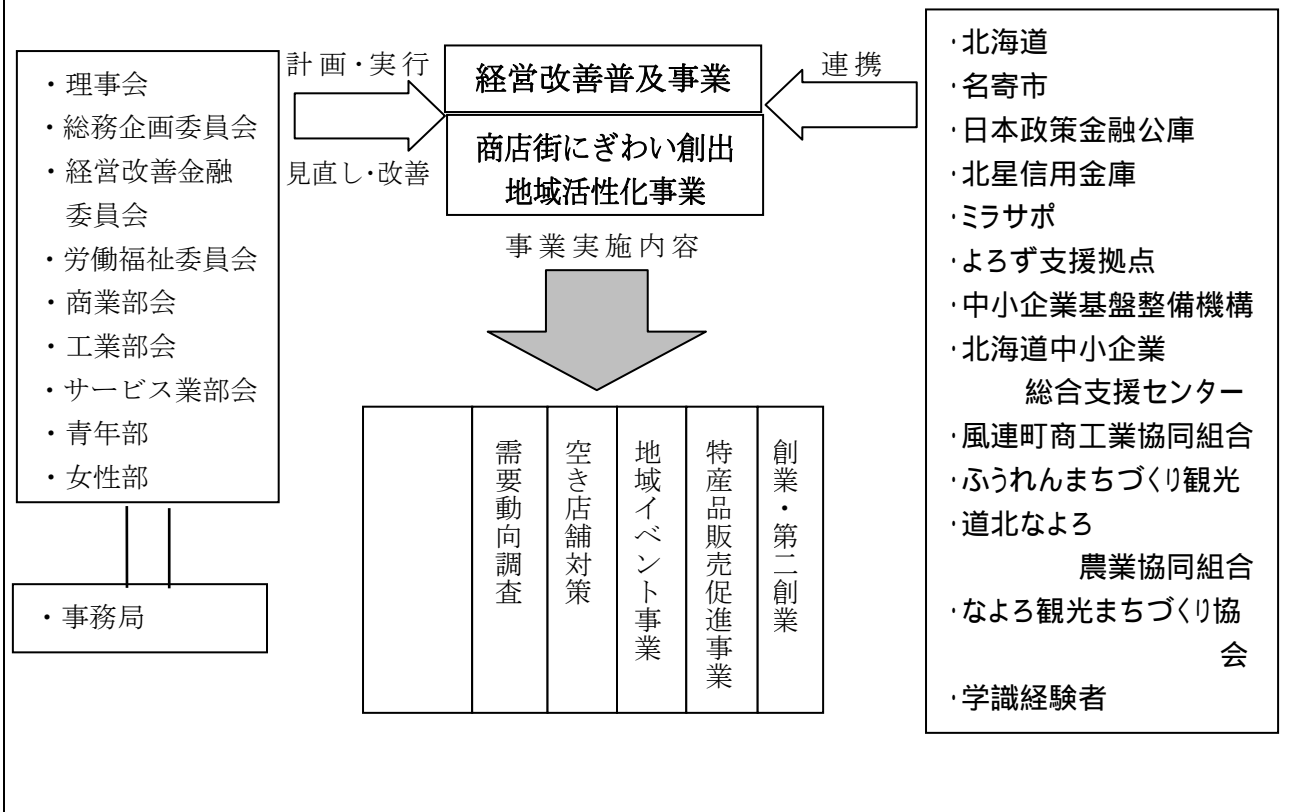 ・理事会
・総務企画委員会
・経営改善金融
委員会
・労働福祉委員会
・商業部会
・工業部会
・サービス業部会
・青年部
・女性部
・事務局
計画・実行
見直し・改善
経営改善普及事業
商店街にぎわい創出
地域活性化事業
連携
事業実施内容
創業・第二創業
特産品販売促進事業
地域イベント事業
空き店舗対策
需要動向調査
・北海道
・名寄市
・日本政策金融公庫
・北星信用金庫
・ミラサポ
・よろず支援拠点
・中小企業基盤整備機構
・北海道中小企業
総合支援センター
・風連町商工業協同組合
・ふうれんまちづくり観光
・道北なよろ
農業協同組合
・なよろ観光まちづくり協
会
・学識経験者